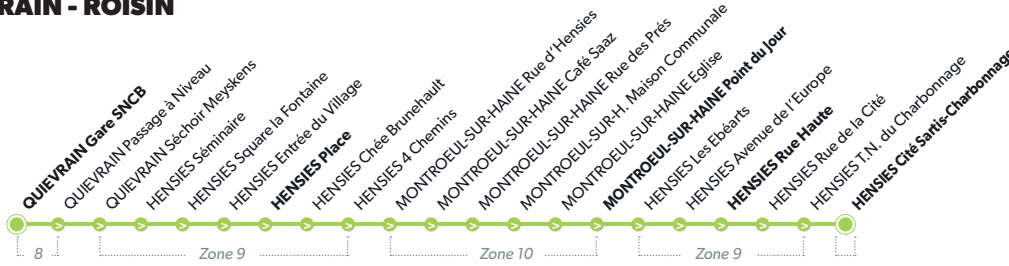 RAIN - ROISIN
QUIEVRAIN Gare SNCB
QUIEVRAIN Passage à Niveau
QUIEVRAIN Séchoir Meyskens
HENSIES Séminaire
HENSIES Square la Fontaine
HENSIES Entrée du Village
HENSIES Place
HENSIES Chée Brunehault
HENSIES 4 Chemins
MONTROEUL-SUR-HAINE Rue d'Hensies
MONTROEUL-SUR-HAINE Café Saaz
MONTROEUL-SUR-HAINE Rue des Prés
MONTROEUL-SUR-H. Maison Communale
MONTROEUL-SUR-HAINE Eglise
MONTROEUL-SUR-HAINE Point du Jour
HENSIES Les Ebéarts
HENSIES Avenue de l'Europe
HENSIES Rue Haute
HENSIES Rue de la Cité
HENSIES T.N. du Charbonnage
HENSIES Cité Sartis-Charbonnage
8
Zone 9
Zone 10
Zone 9